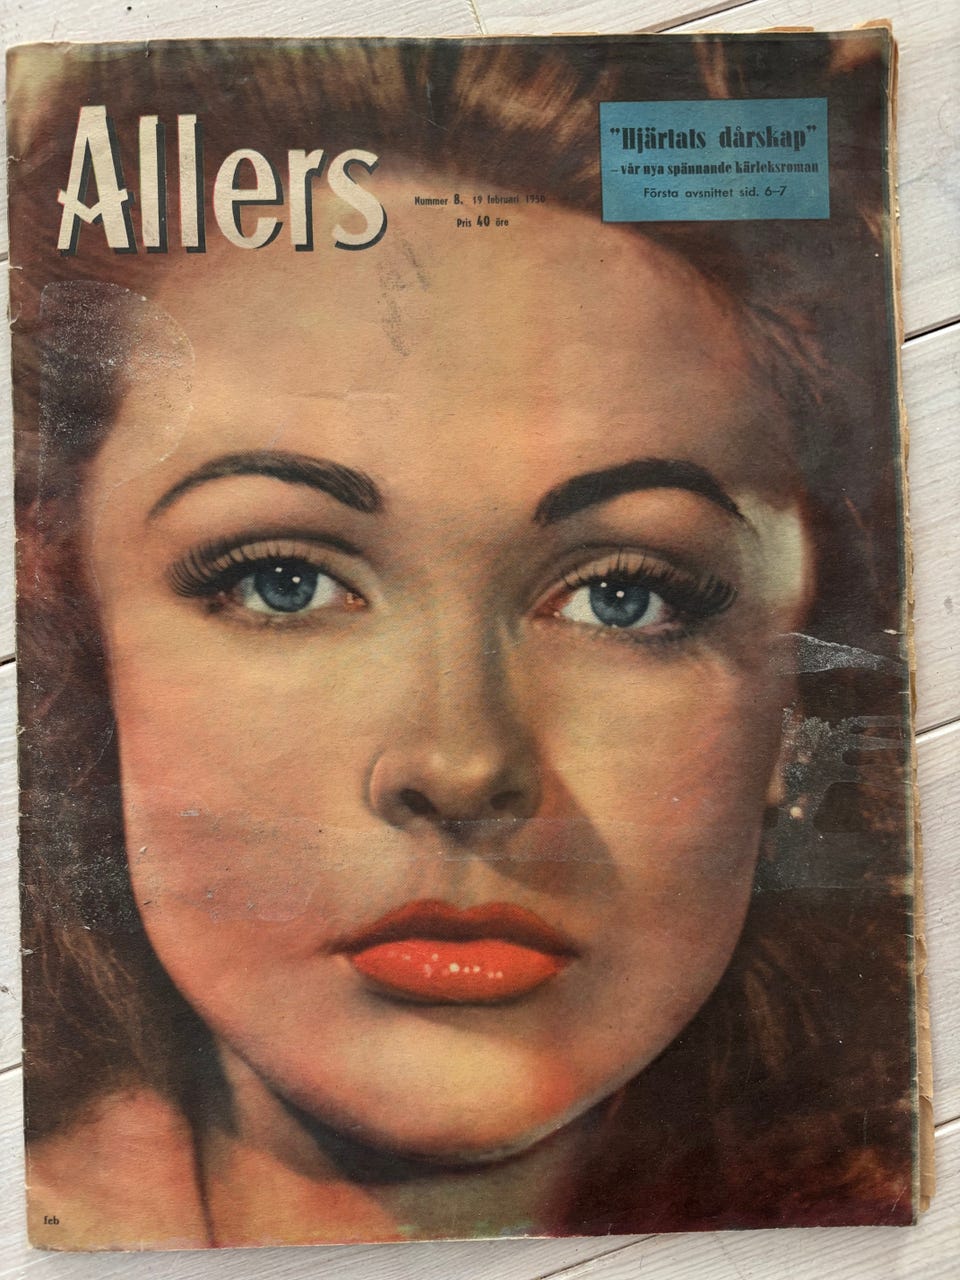 Allers
Nummer 8. 19 februari 1950
Pris 40 öre
"Hjärtats dårskap"
– vår nya spännande kärleksroman
Första avsnittet sid. 6–7
feb